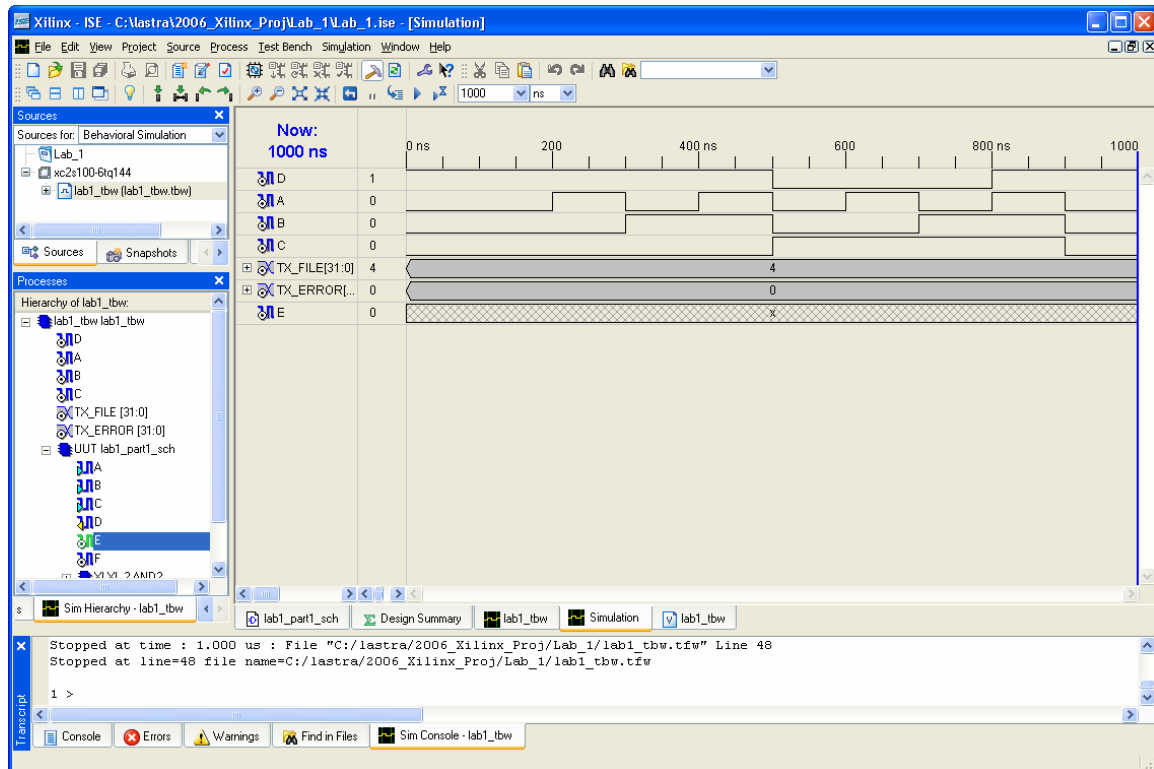 Xilinx - ISE - C:\lastra\2006_Xilinx_Proj\Lab_1\Lab_1.ise - [Simulation]
File Edit View Project Source Process Test Bench Simulation Window Help
1000 ns
Sources
Sources for: Behavioral Simulation
Lab_1
xc2s100-6tq144
lab1_tbw (lab1_tbw.tbw)
Sources Snapshots
Processes
Hierarchy of lab1_tbw:
lab1_tbw lab1_tbw
D
A
B
C
TX_FILE [31:0]
TX_ERROR [31:0]
UUT lab1_part1_sch
A
B
C
D
E
F
s Sim Hierarchy - lab1_tbw
Now:
1000 ns
0 ns 200 400 ns 600 800 ns 1000
D 1
A 0
B 0
C 0
TX_FILE[31:0] 4 4
TX_ERROR[... 0 0
E 0 x
lab1_part1_sch Design Summary lab1_tbw Simulation lab1_tbw
Transcript
Stopped at time : 1.000 us : File "C:/lastra/2006_Xilinx_Proj/Lab_1/lab1_tbw.tfw" Line 48
Stopped at line=48 file name=C:/lastra/2006_Xilinx_Proj/Lab_1/lab1_tbw.tfw
1 >
Console Errors Warnings Find in Files Sim Console - lab1_tbw